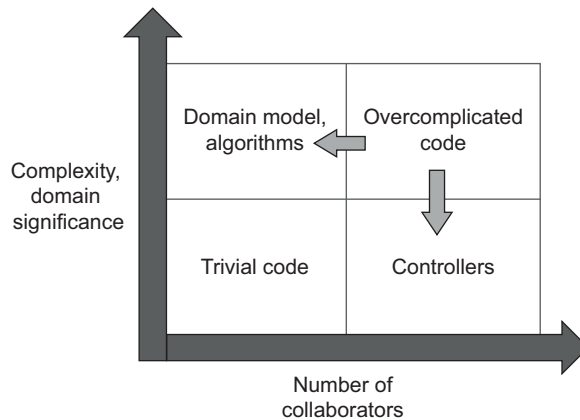 Domain model,
algorithms
Overcomplicated
code
Complexity,
domain
significance
Trivial code
Controllers
Number of
collaborators